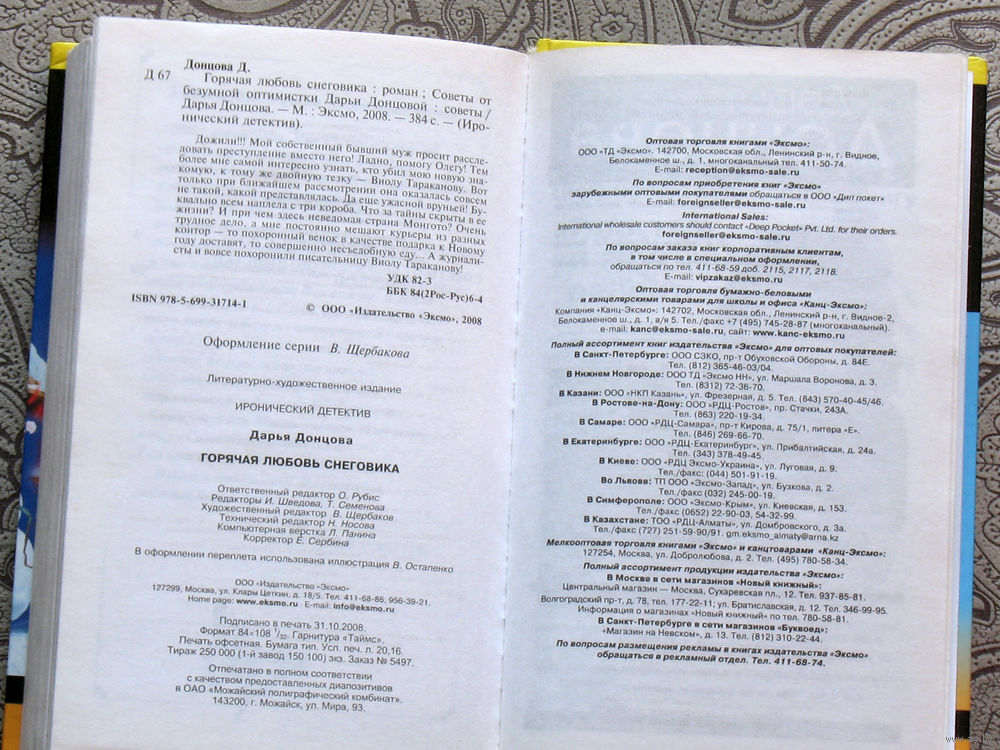 Донцова Д.
Д 67
Горячая любовь снеговика : роман ; Советы от
безумной оптимистки Дарьи Донцовой : советы /
Дарья Донцова. — М. : Эксмо, 2008. — 384 с. — (Иро-
нический детектив).
Дожили!!! Мой собственный бывший муж просит рассле-
довать преступление вместо него! Ладно, помогу Олегу! Тем
более мне самой интересно узнать, кто убил мою новую зна-
комую, к тому же двойную тезку — Виолу Тараканову. Вот
только при ближайшем рассмотрении она оказалась совсем
не такой, какой представлялась. Да еще ужасной вруньей! Бу-
квально всем наплела с три короба. Что за тайны скрыты в ее
жизни? И при чем здесь неведомая страна Монгото? Очень
трудное дело, а мне постоянно мешают курьеры из разных
контор — то похоронный венок в качестве подарка к Новому
году доставят, то совершенно несъедобную еду... А журнали-
сты и вовсе похоронили писательницу Виолу Тараканову!
УДК 82-3
ББК 84(2Рос-Рус)6-4
ISBN 978-5-699-31714-1
© ООО «Издательство «Эксмо», 2008
Оформление серии В. Щербакова
Литературно-художественное издание
ИРОНИЧЕСКИЙ ДЕТЕКТИВ
Дарья Донцова
ГОРЯЧАЯ ЛЮБОВЬ СНЕГОВИКА
Ответственный редактор О. Рубис
Редакторы И. Шведова, Т. Семенова
Художественный редактор В. Щербаков
Технический редактор Н. Носова
Компьютерная верстка Л. Панина
Корректор Е. Сербина
В оформлении переплета использована иллюстрация В. Остапенко
ООО «Издательство «Эксмо»
127299, Москва, ул. Клары Цеткин, д. 18/5. Тел. 411-68-86, 956-39-21.
Home page: www.eksmo.ru E-mail: info@eksmo.ru
Подписано в печать 31.10.2008.
Формат 84×108 1/32. Гарнитура «Таймс».
Печать офсетная. Бумага тип. Усл. печ. л. 20,16.
Тираж 250 000 (1-й завод 150 100) экз. Заказ № 5497.
Отпечатано в полном соответствии
с качеством предоставленных диапозитивов
в ОАО «Можайский полиграфический комбинат».
143200, г. Можайск, ул. Мира, 93.
Оптовая торговля книгами «Эксмо»:
ООО «ТД «Эксмо». 142700, Московская обл., Ленинский р-н, г. Видное,
Белокаменное ш., д. 1, многоканальный тел. 411-50-74.
E-mail: reception@eksmo-sale.ru
По вопросам приобретения книг «Эксмо»
зарубежными оптовыми покупателями обращаться в ООО «Дип покет»
E-mail: foreignseller@eksmo-sale.ru
International Sales:
International wholesale customers should contact «Deep Pocket» Pvt. Ltd. for their orders.
foreignseller@eksmo-sale.ru
По вопросам заказа книг корпоративным клиентам,
в том числе в специальном оформлении,
обращаться по тел. 411-68-59 доб. 2115, 2117, 2118.
E-mail: vipzakaz@eksmo.ru
Оптовая торговля бумажно-беловыми
и канцелярскими товарами для школы и офиса «Канц-Эксмо»:
Компания «Канц-Эксмо»: 142702, Московская обл., Ленинский р-н, г. Видное-2,
Белокаменное ш., д. 1, а/я 5. Тел./факс +7 (495) 745-28-87 (многоканальный).
e-mail: kanc@eksmo-sale.ru, сайт: www.kanc-eksmo.ru
Полный ассортимент книг издательства «Эксмо» для оптовых покупателей:
В Санкт-Петербурге: ООО СЗКО, пр-т Обуховской Обороны, д. 84Е.
Тел. (812) 365-46-03/04.
В Нижнем Новгороде: ООО ТД «Эксмо НН», ул. Маршала Воронова, д. 3.
Тел. (8312) 72-36-70.
В Казани: ООО «НКП Казань», ул. Фрезерная, д. 5. Тел. (843) 570-40-45/46.
В Ростове-на-Дону: ООО «РДЦ-Ростов», пр. Стачки, 243А.
Тел. (863) 220-19-34.
В Самаре: ООО «РДЦ-Самара», пр-т Кирова, д. 75/1, литера «Е».
Тел. (846) 269-66-70.
В Екатеринбурге: ООО «РДЦ-Екатеринбург», ул. Прибалтийская, д. 24а.
Тел. (343) 378-49-45.
В Киеве: ООО «РДЦ Эксмо-Украина», ул. Луговая, д. 9.
Тел./факс: (044) 501-91-19.
Во Львове: ТП ООО «Эксмо-Запад», ул. Бузкова, д. 2.
Тел./факс (032) 245-00-19.
В Симферополе: ООО «Эксмо-Крым», ул. Киевская, д. 153.
Тел./факс (0652) 22-90-03, 54-32-99.
В Казахстане: ТОО «РДЦ-Алматы», ул. Домбровского, д. 3а.
Тел./факс (727) 251-59-90/91. gm.eksmo_almaty@arna.kz
Мелкооптовая торговля книгами «Эксмо» и канцтоварами «Канц-Эксмо»:
127254, Москва, ул. Добролюбова, д. 2. Тел. (495) 780-58-34.
Полный ассортимент продукции издательства «Эксмо»:
В Москве в сети магазинов «Новый книжный»:
Центральный магазин — Москва, Сухаревская пл., 12. Тел. 937-85-81.
Волгоградский пр-т, д. 78, тел. 177-22-11; ул. Братиславская, д. 12. Тел. 346-99-95.
Информация о магазинах «Новый книжный» по тел. 780-58-81.
В Санкт-Петербурге в сети магазинов «Буквоед»:
«Магазин на Невском», д. 13. Тел. (812) 310-22-44.
По вопросам размещения рекламы в книгах издательства «Эксмо»
обращаться в рекламный отдел. Тел. 411-68-74.